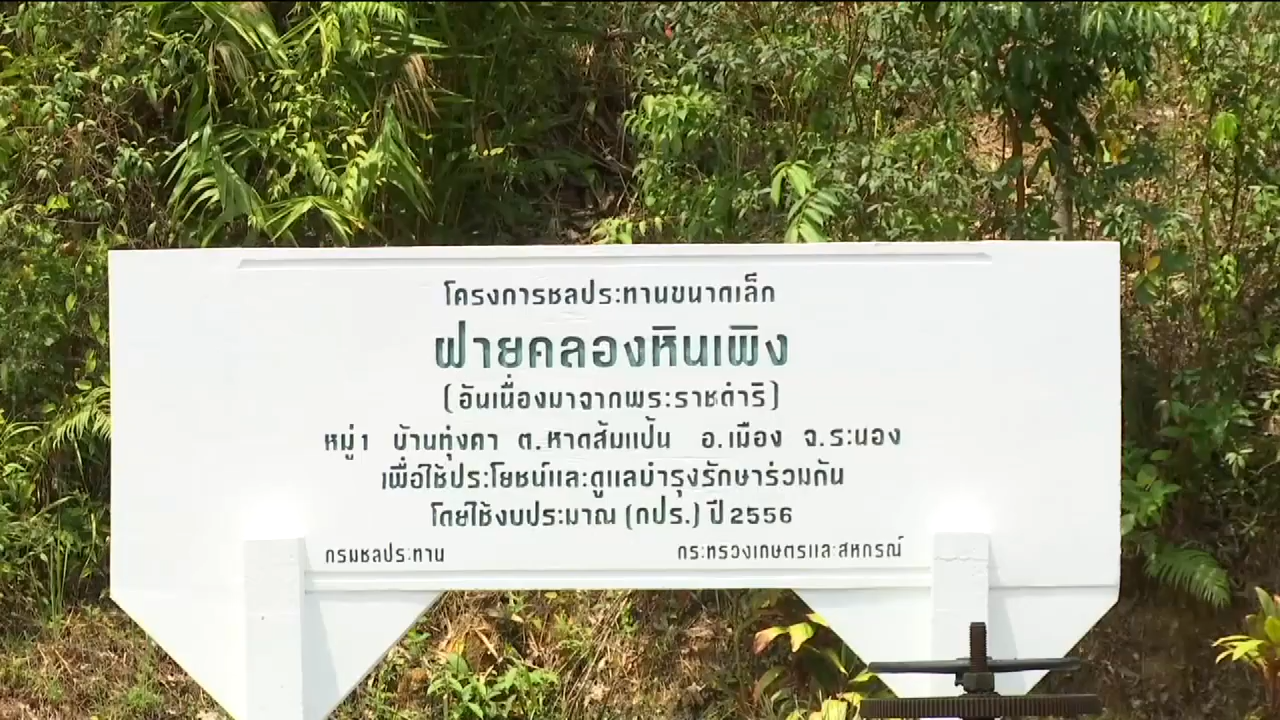 โครงการชลประทานขนาดเล็ก
ฝายคลองหินเพิง
(อันเนื่องมาจากพระราชดำริ)
หมู่ 1 บ้านทุ่งคา ต.หาดส้มแป้น อ.เมือง จ.ระนอง
เพื่อใช้ประโยชน์และดูแลบำรุงรักษาร่วมกัน
โดยใช้งบประมาณ (กปร.) ปี 2556
กรมชลประทาน กระทรวงเกษตรและสหกรณ์